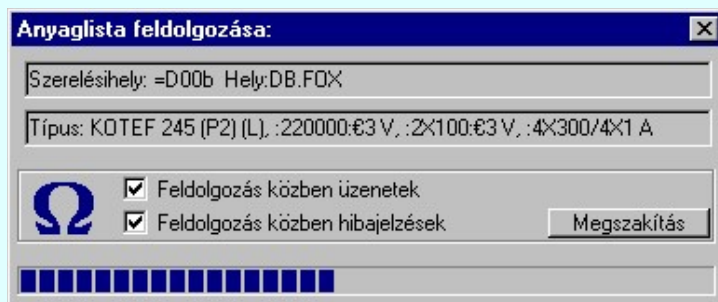 Anyaglista feldolgozása:
Szerelésihely: =D00b Hely:DB.FOX
Típus: KOTEF 245 (P2) (L), :220000:€3 V, :2X100:€3 V, :4X300/4X1 A
Ω
Feldolgozás közben üzenetek
Feldolgozás közben hibajelzések
Megszakítás